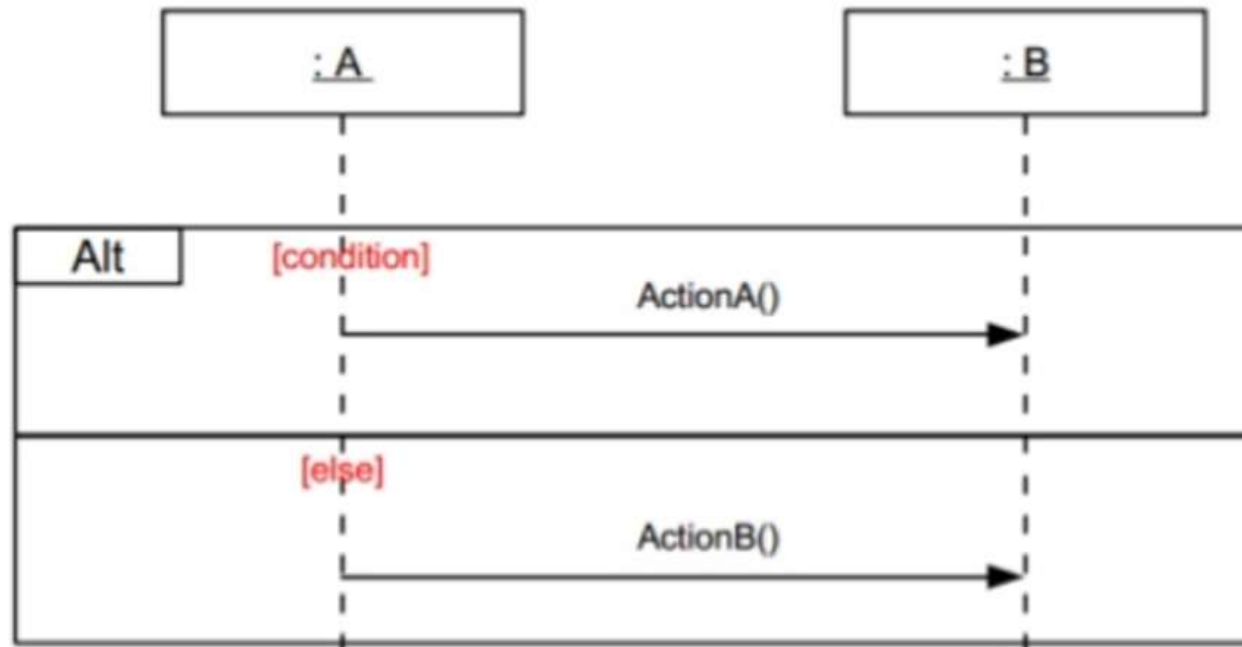 : A
: B
Alt
[condition]
ActionA()
[else]
ActionB()